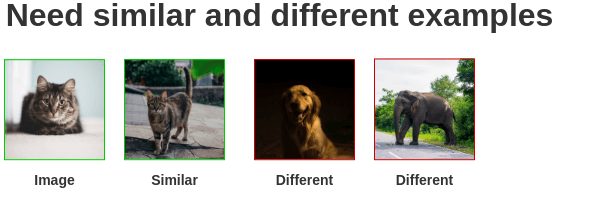 Need similar and different examples
Image
Similar
Different
Different